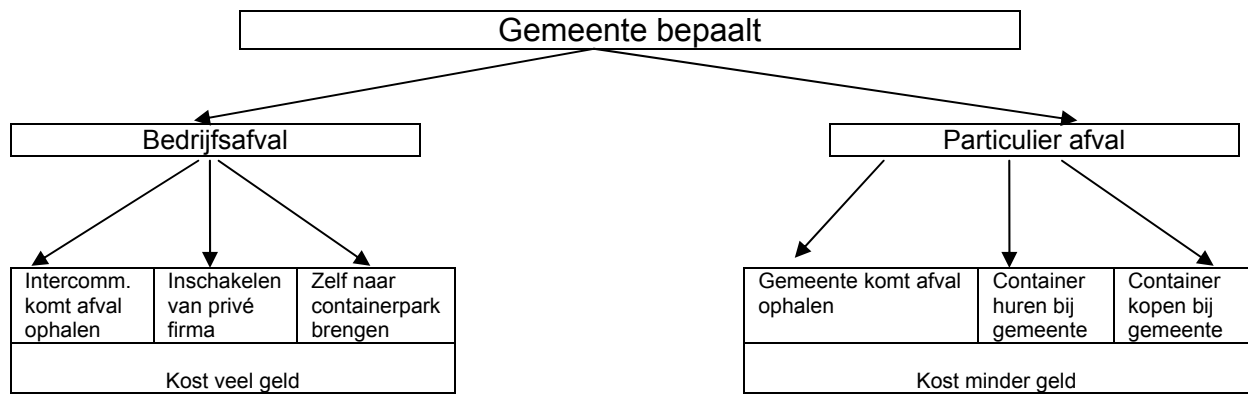 Gemeente bepaalt
Bedrijfsafval
Particulier afval
Intercomm.
komt afval
ophalen
Inschakelen
van privé
firma
Zelf naar
containerpark
brengen
Kost veel geld
Gemeente komt afval
ophalen
Container
huren bij
gemeente
Container
kopen bij
gemeente
Kost minder geld